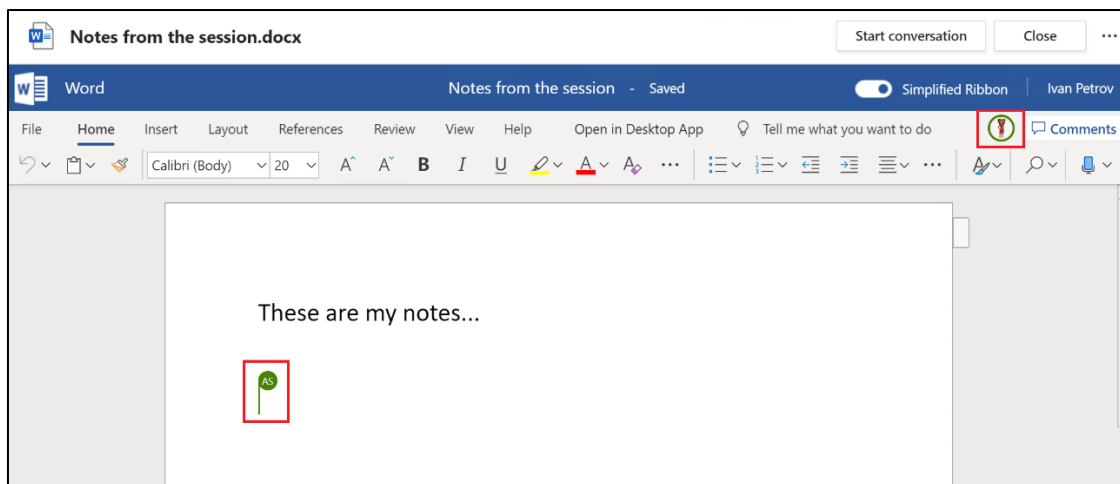 Notes from the session.docx Start conversation Close ...
W Word Notes from the session - Saved Simplified Ribbon Ivan Petrov
File Home Insert Layout References Review View Help Open in Desktop App Tell me what you want to do Comments
Calibri (Body) 20 A A B I U A A ...  ... A
These are my notes...
AS